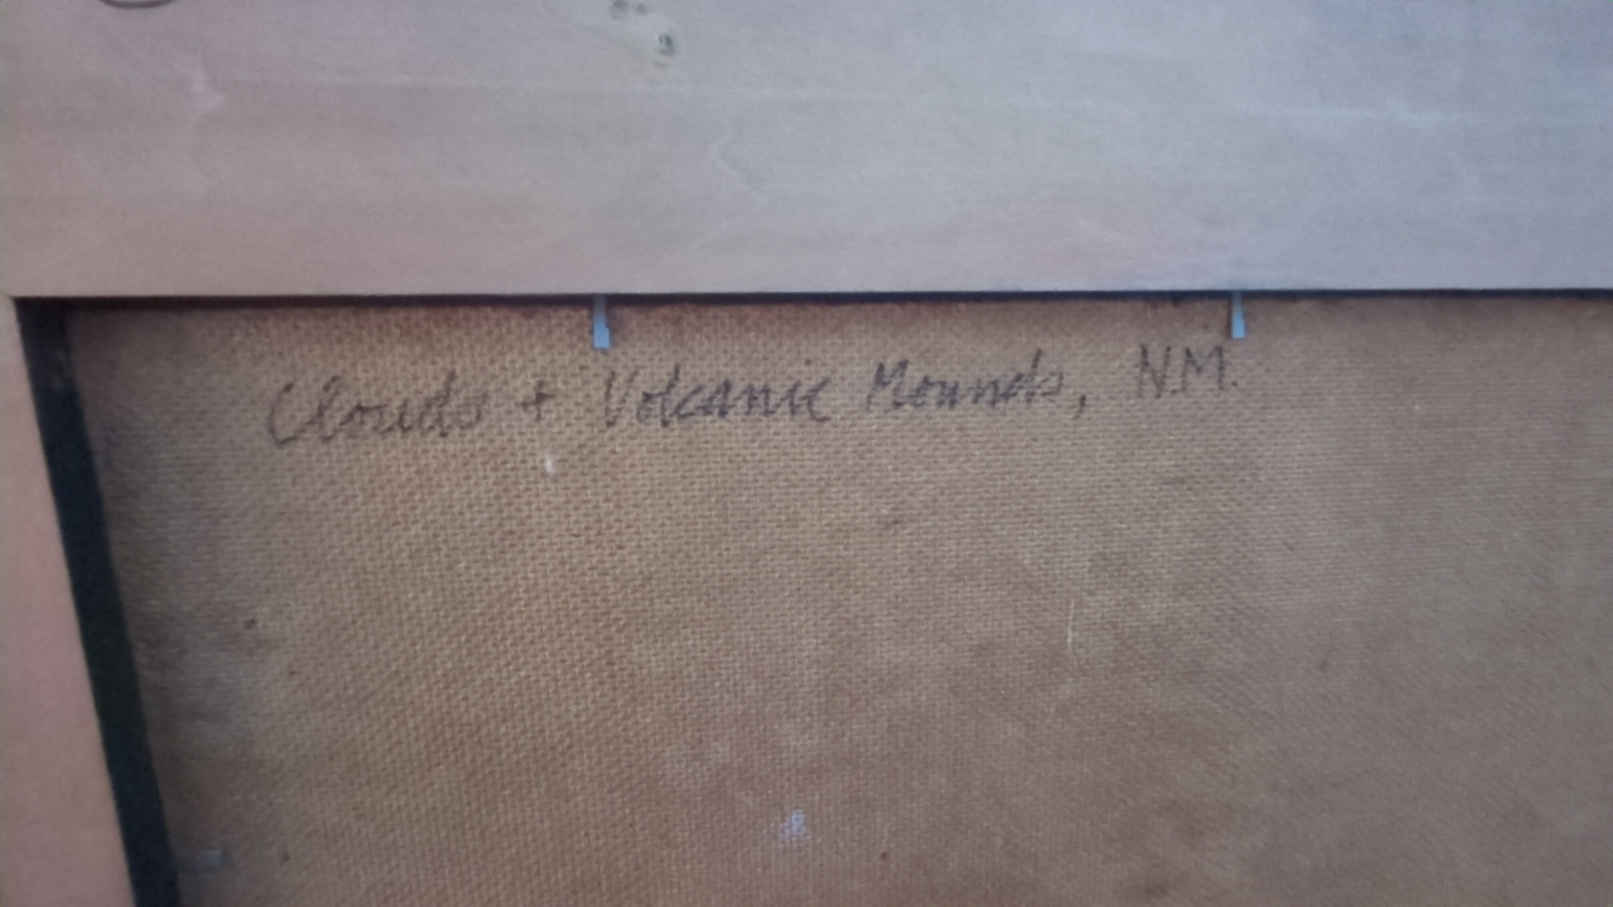 Clouds + Volcanic Mounds, N.M.